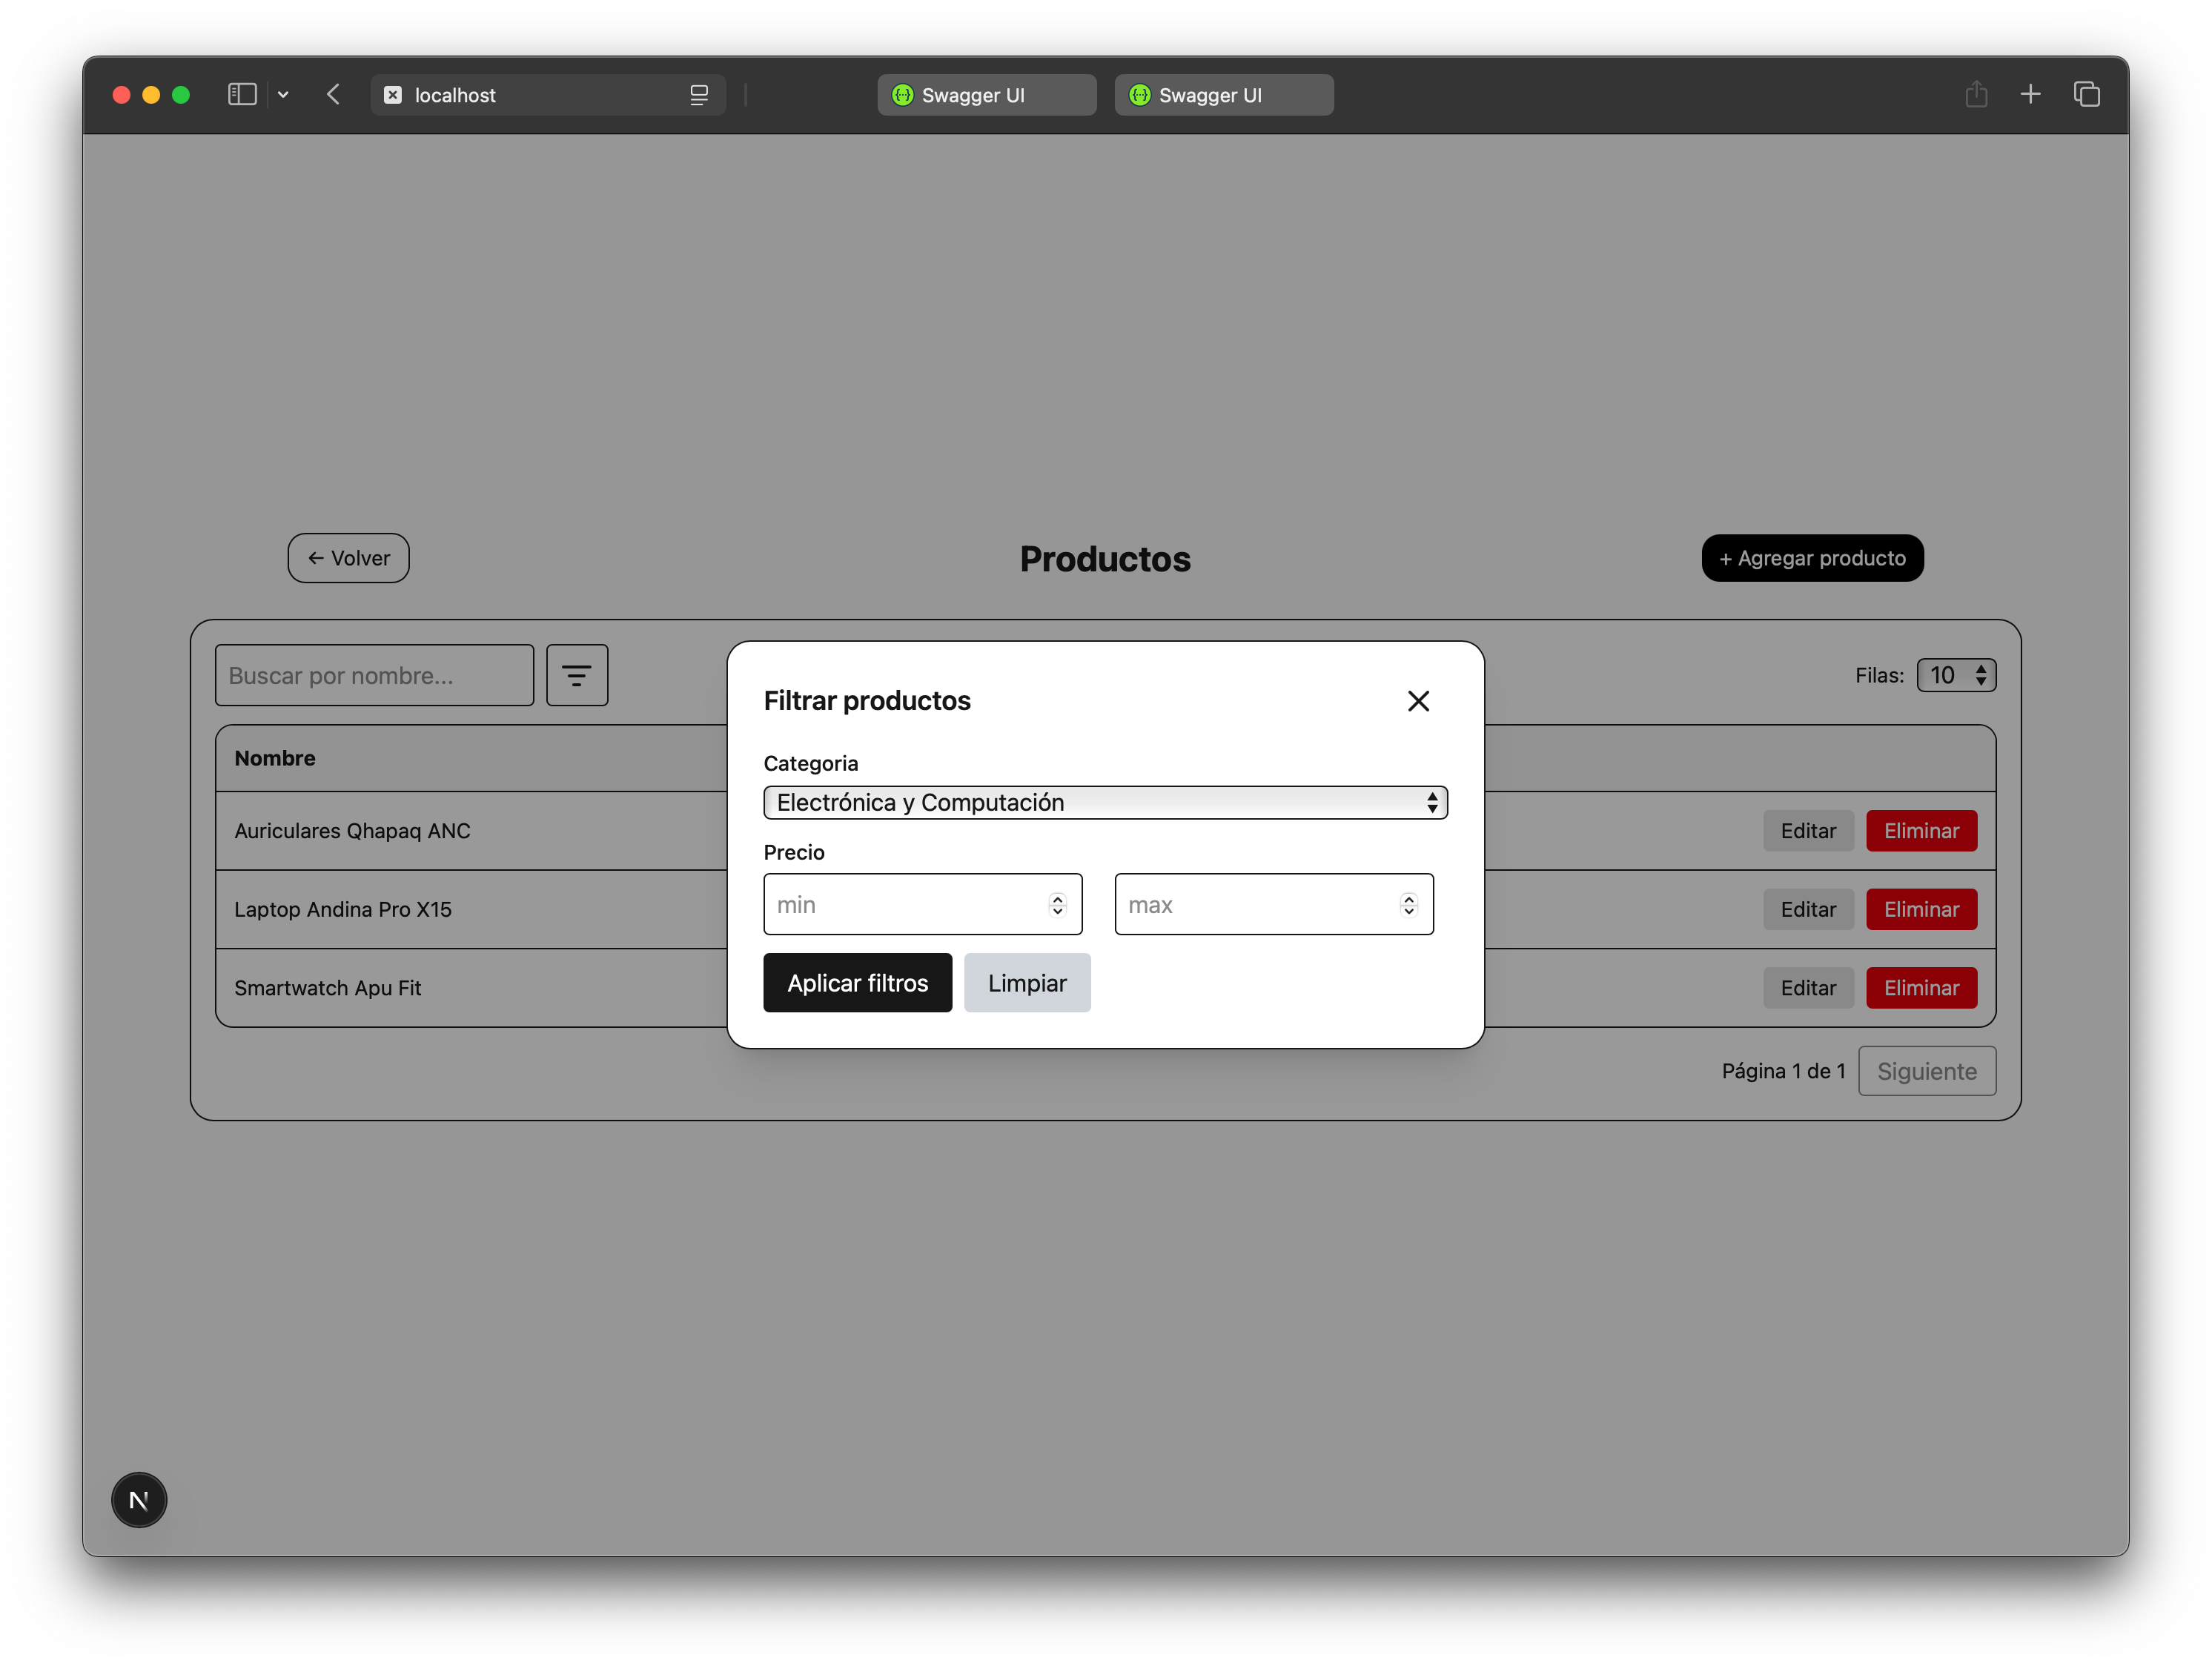 localhost
Swagger UI
Swagger UI
← Volver
Productos
+ Agregar producto
Buscar por nombre...
Filas: 10
Filtrar productos
Nombre
Categoria
Electrónica y Computación
Auriculares Qhapaq ANC
Editar
Eliminar
Precio
min
max
Laptop Andina Pro X15
Editar
Eliminar
Aplicar filtros
Limpiar
Smartwatch Apu Fit
Editar
Eliminar
Página 1 de 1
Siguiente
N